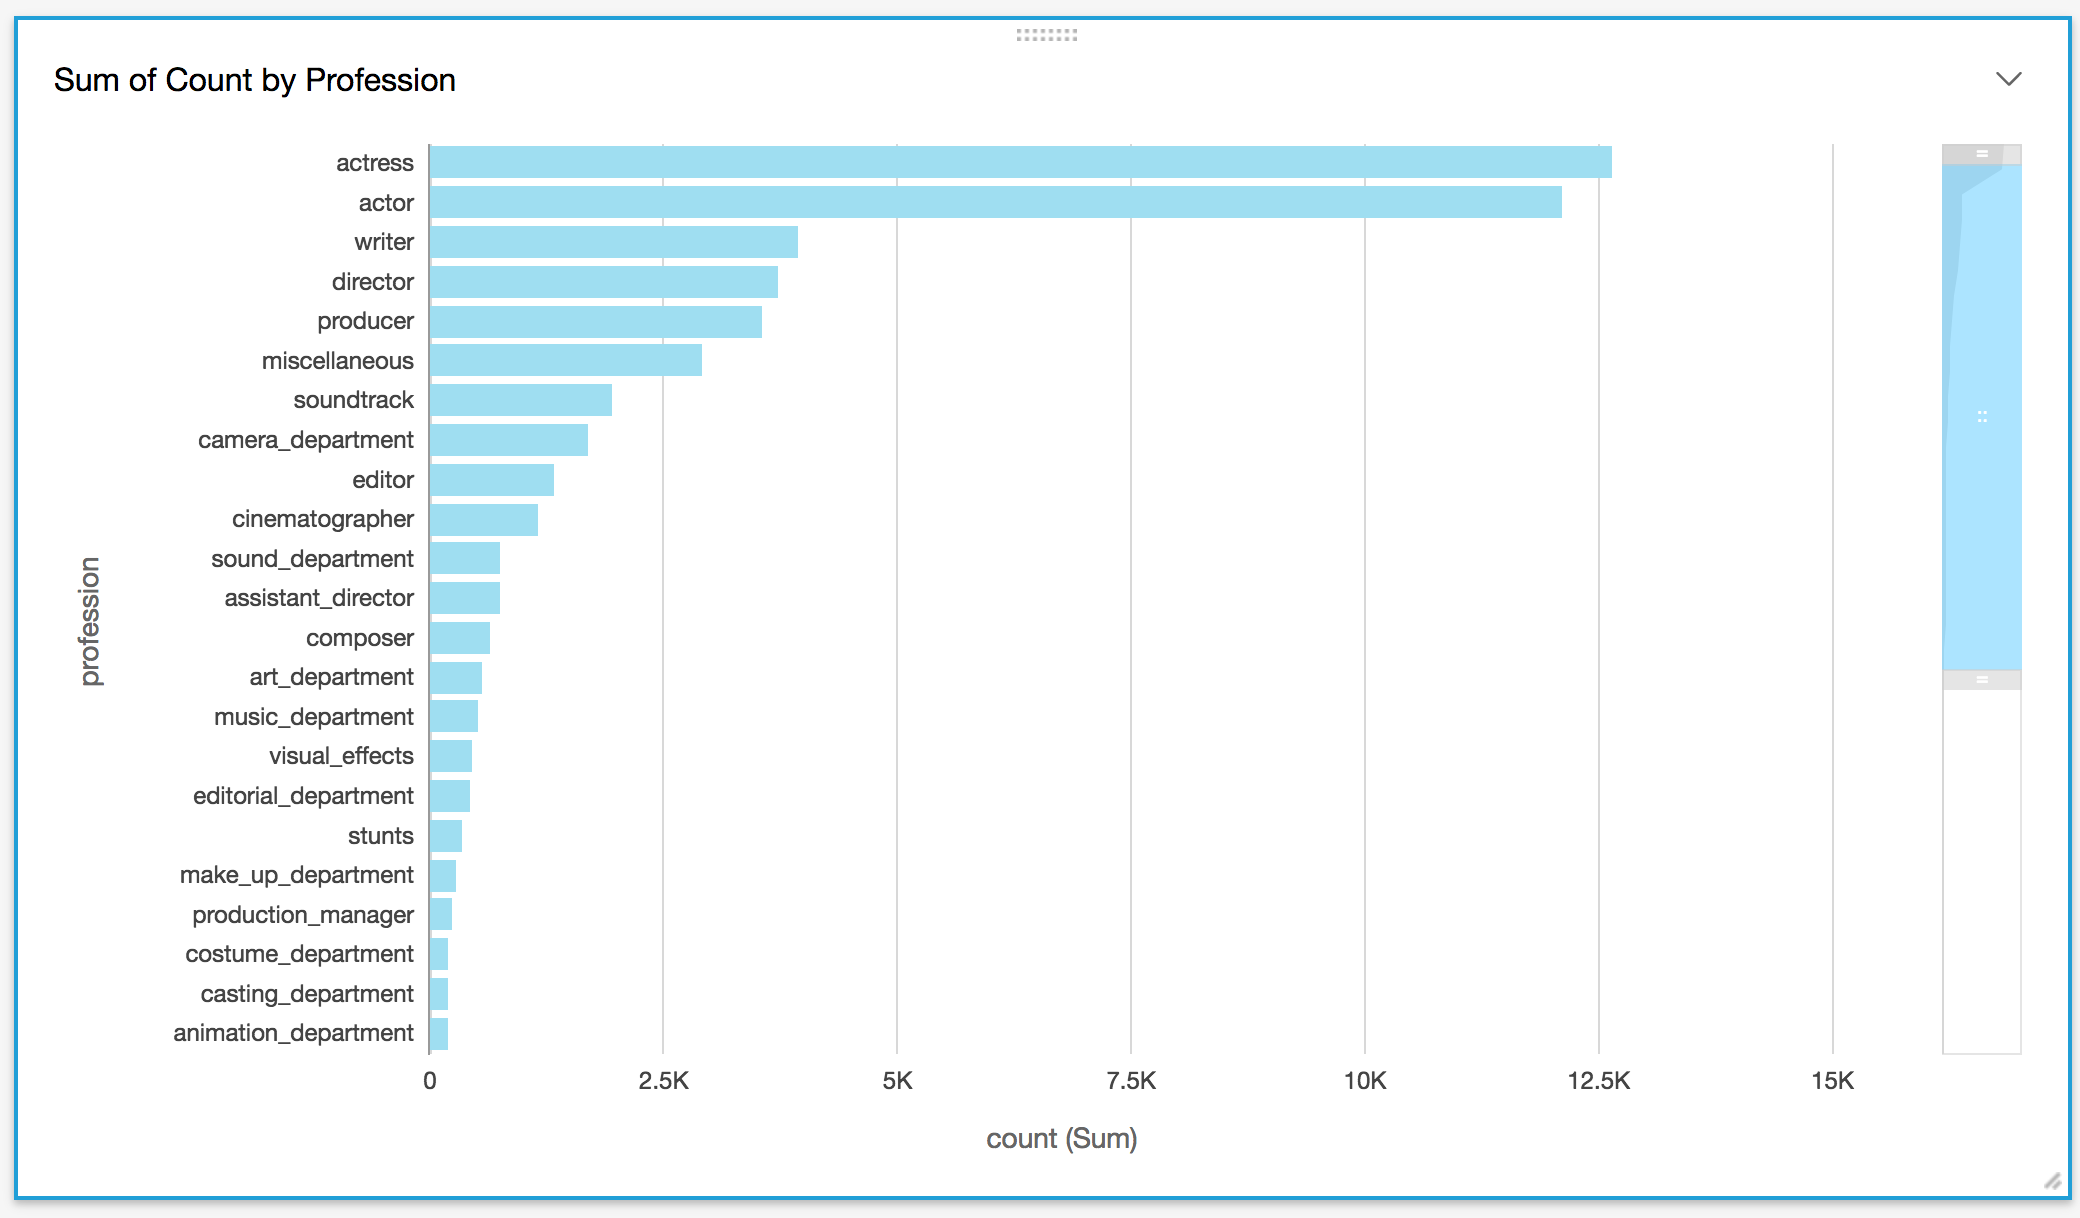 Sum of Count by Profession
actress
actor
writer
director
producer
miscellaneous
soundtrack
camera_department
editor
cinematographer
sound_department
assistant_director
composer
art_department
music_department
visual_effects
editorial_department
stunts
make_up_department
production_manager
costume_department
casting_department
animation_department
profession
0 2.5K 5K 7.5K 10K 12.5K 15K
count (Sum)